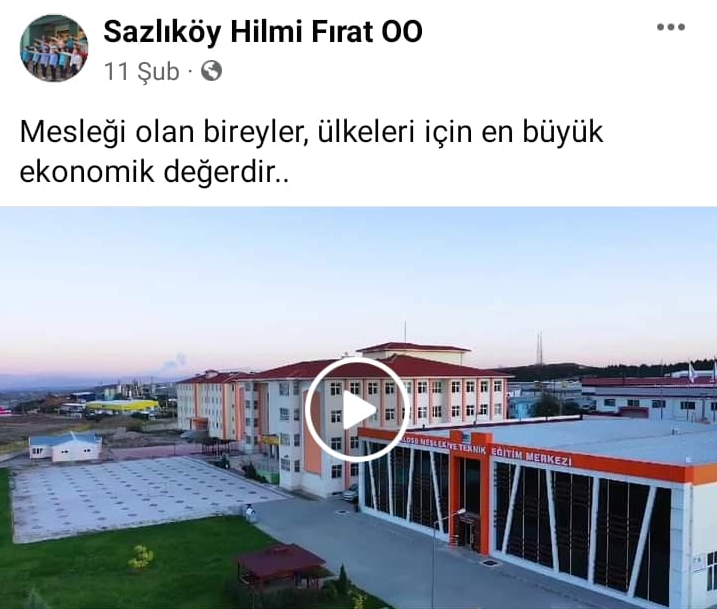 Sazlıköy Hilmi Fırat OO
11 Şub ·
Mesleği olan bireyler, ülkeleri için en büyük
ekonomik değerdir..
MESLEKİ VE TEKNİK EĞİTİM MERKEZİ